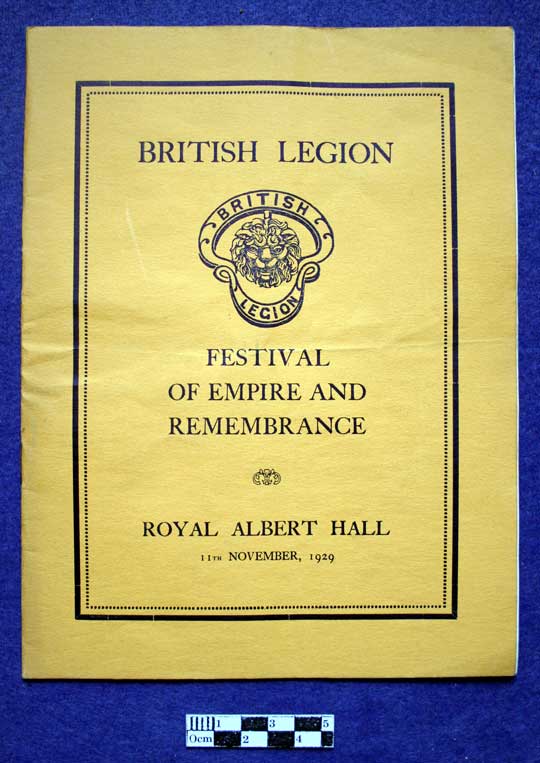 BRITISH LEGION
BRITISH
LEGION
FESTIVAL
OF EMPIRE AND
REMEMBRANCE
ROYAL ALBERT HALL
11TH NOVEMBER, 1929
1 3 5
0cm 2 4